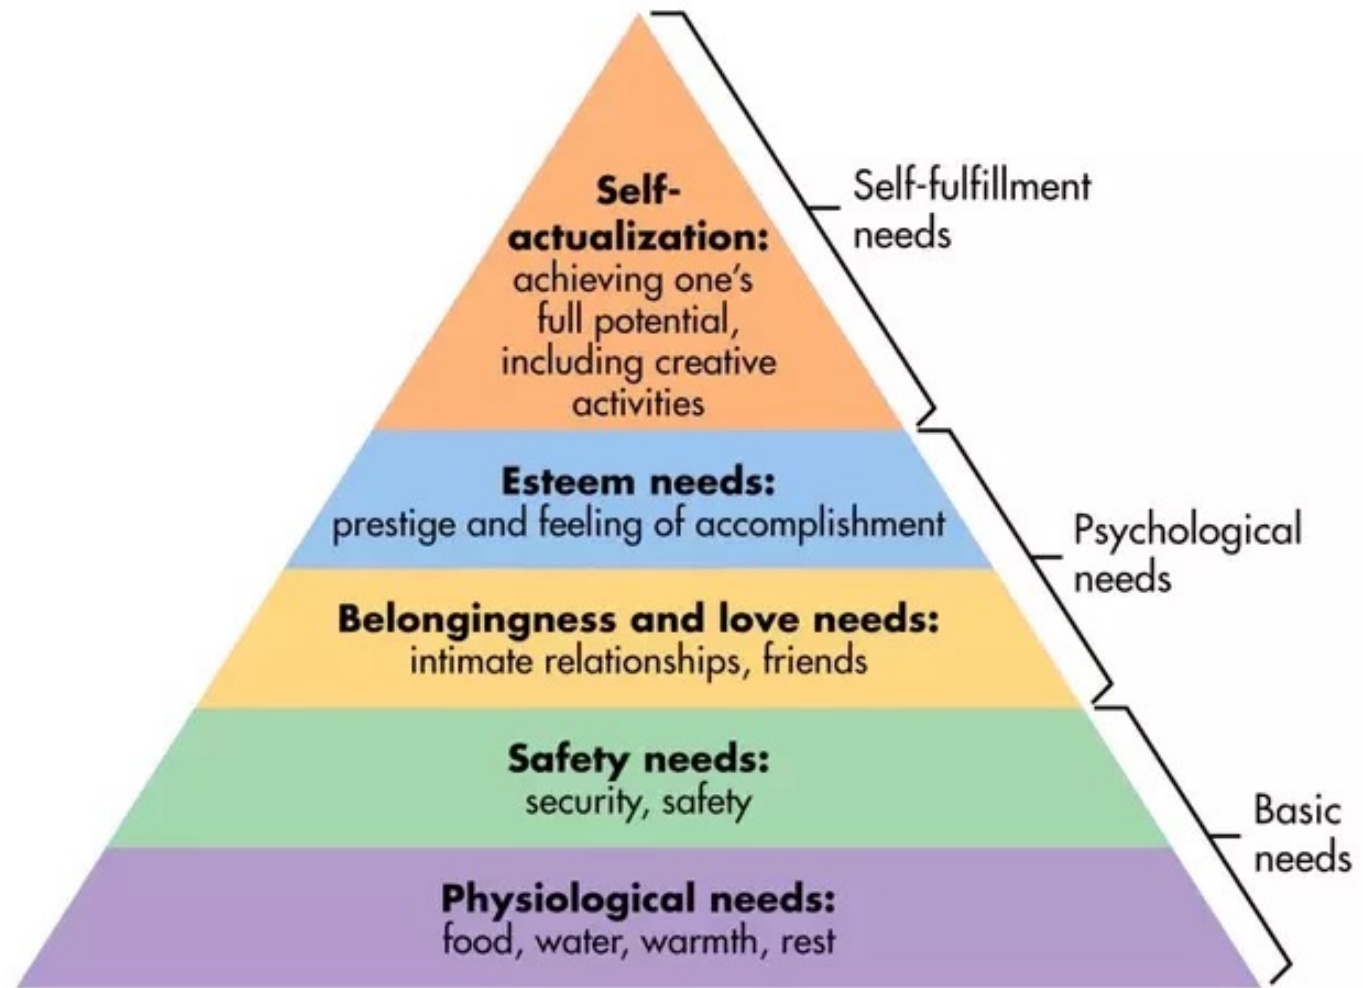 Self-
actualization:
achieving one's
full potential,
including creative
activities
Self-fulfillment
needs
Esteem needs:
prestige and feeling of accomplishment
Belongingness and love needs:
intimate relationships, friends
Psychological
needs
Safety needs:
security, safety
Physiological needs:
food, water, warmth, rest
Basic
needs